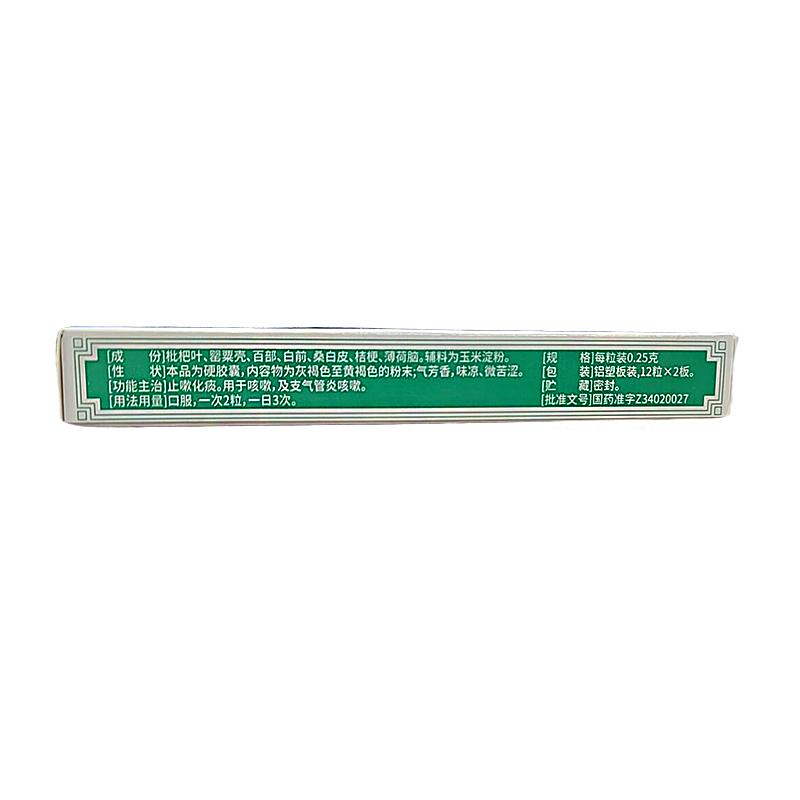 [成 份]枇杷叶、罂粟壳、百部、白前、桑白皮、桔梗、薄荷脑。辅料为玉米淀粉。
[性 状]本品为硬胶囊，内容物为灰褐色至黄褐色的粉末；气芳香，味凉、微苦涩。
[功能主治]止嗽化痰。用于咳嗽，及支气管炎咳嗽。
[用法用量]口服，一次2粒，一日3次。
[规 格]每粒装0.25克
[包 装]铝塑板装，12粒×2板。
[贮 藏]密封。
[批准文号]国药准字Z34020027